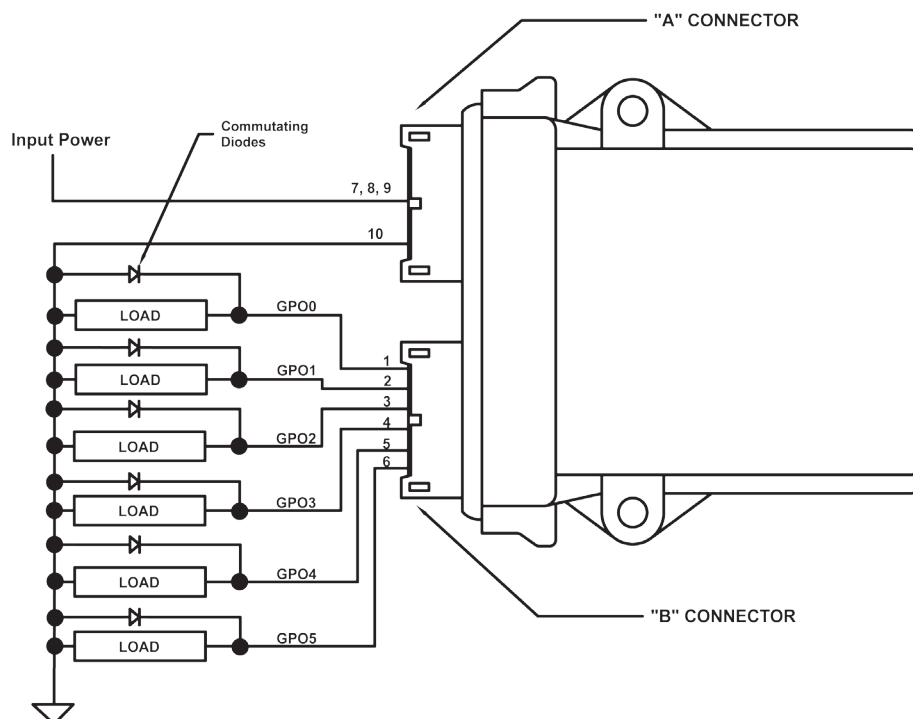 "A" CONNECTOR
Commutating
Diodes
Input Power
7, 8, 9
10
LOAD
GPO0
1
LOAD
GPO1
2
3
LOAD
GPO2
4
5
6
LOAD
GPO3
LOAD
GPO4
"B" CONNECTOR
LOAD
GPO5